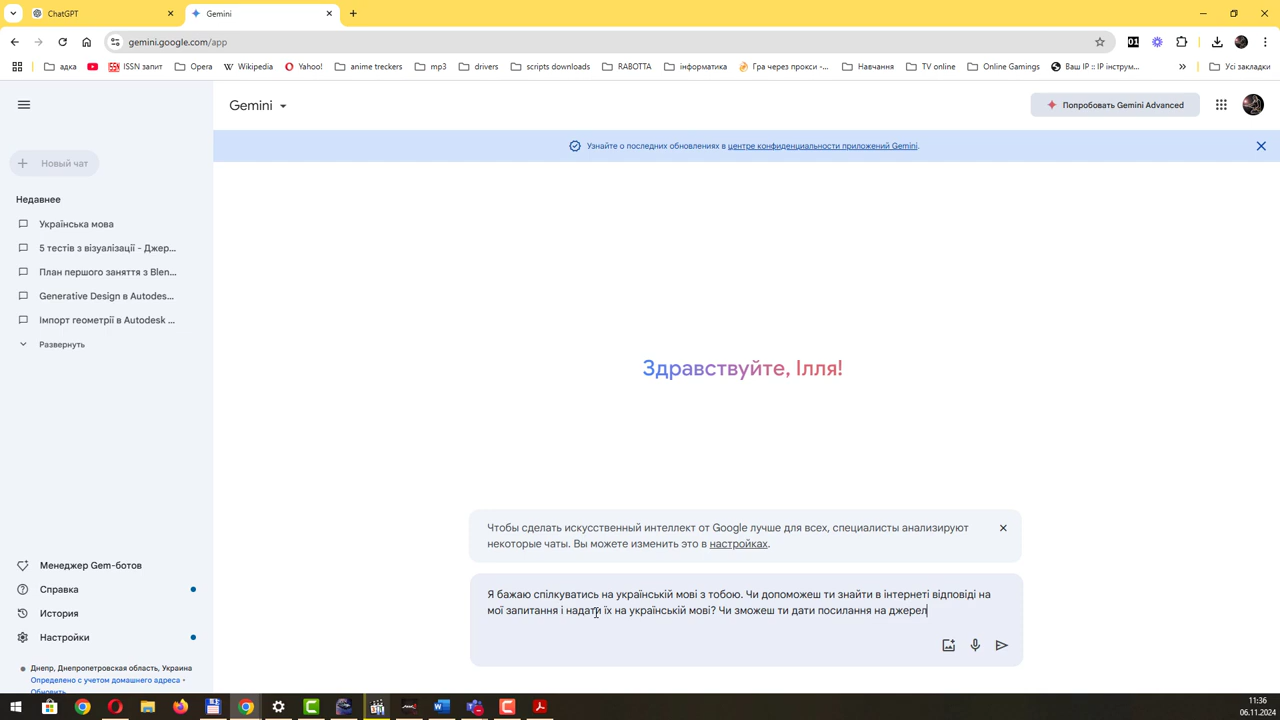 ChatGPT
Gemini
gemini.google.com/app
адка
ISSN запит
Opera
Wikipedia
Yahoo!
anime treckers
mp3
drivers
scripts downloads
RABOTTA
інформатика
Гра через прокси -...
Навчання
TV online
Online Gamings
Ваш IP :: IP інструм...
Усі закладки
Gemini
Попробовать Gemini Advanced
Узнайте о последних обновлениях в центре конфиденциальности приложений Gemini.
Новый чат
Недавнее
Українська мова
5 тестів з візуалізації - Джер...
План першого заняття з Blen...
Generative Design в Autodes...
Імпорт геометрії в Autodesk ...
Развернуть
Здравствуйте, Ілля!
Чтобы сделать искусственный интеллект от Google лучше для всех, специалисты анализируют
некоторые чаты. Вы можете изменить это в настройках.
Я бажаю спілкуватись на українській мові з тобою. Чи допоможеш ти знайти в інтернеті відповіді на
мої запитання і надати їх на українській мові? Чи зможеш ти дати посилання на джерел
Менеджер Gem-ботов
Справка
История
Настройки
Днепр, Днепропетровская область, Украина
Определено с учетом домашнего адреса •
Обновить
11:36
06.11.2024